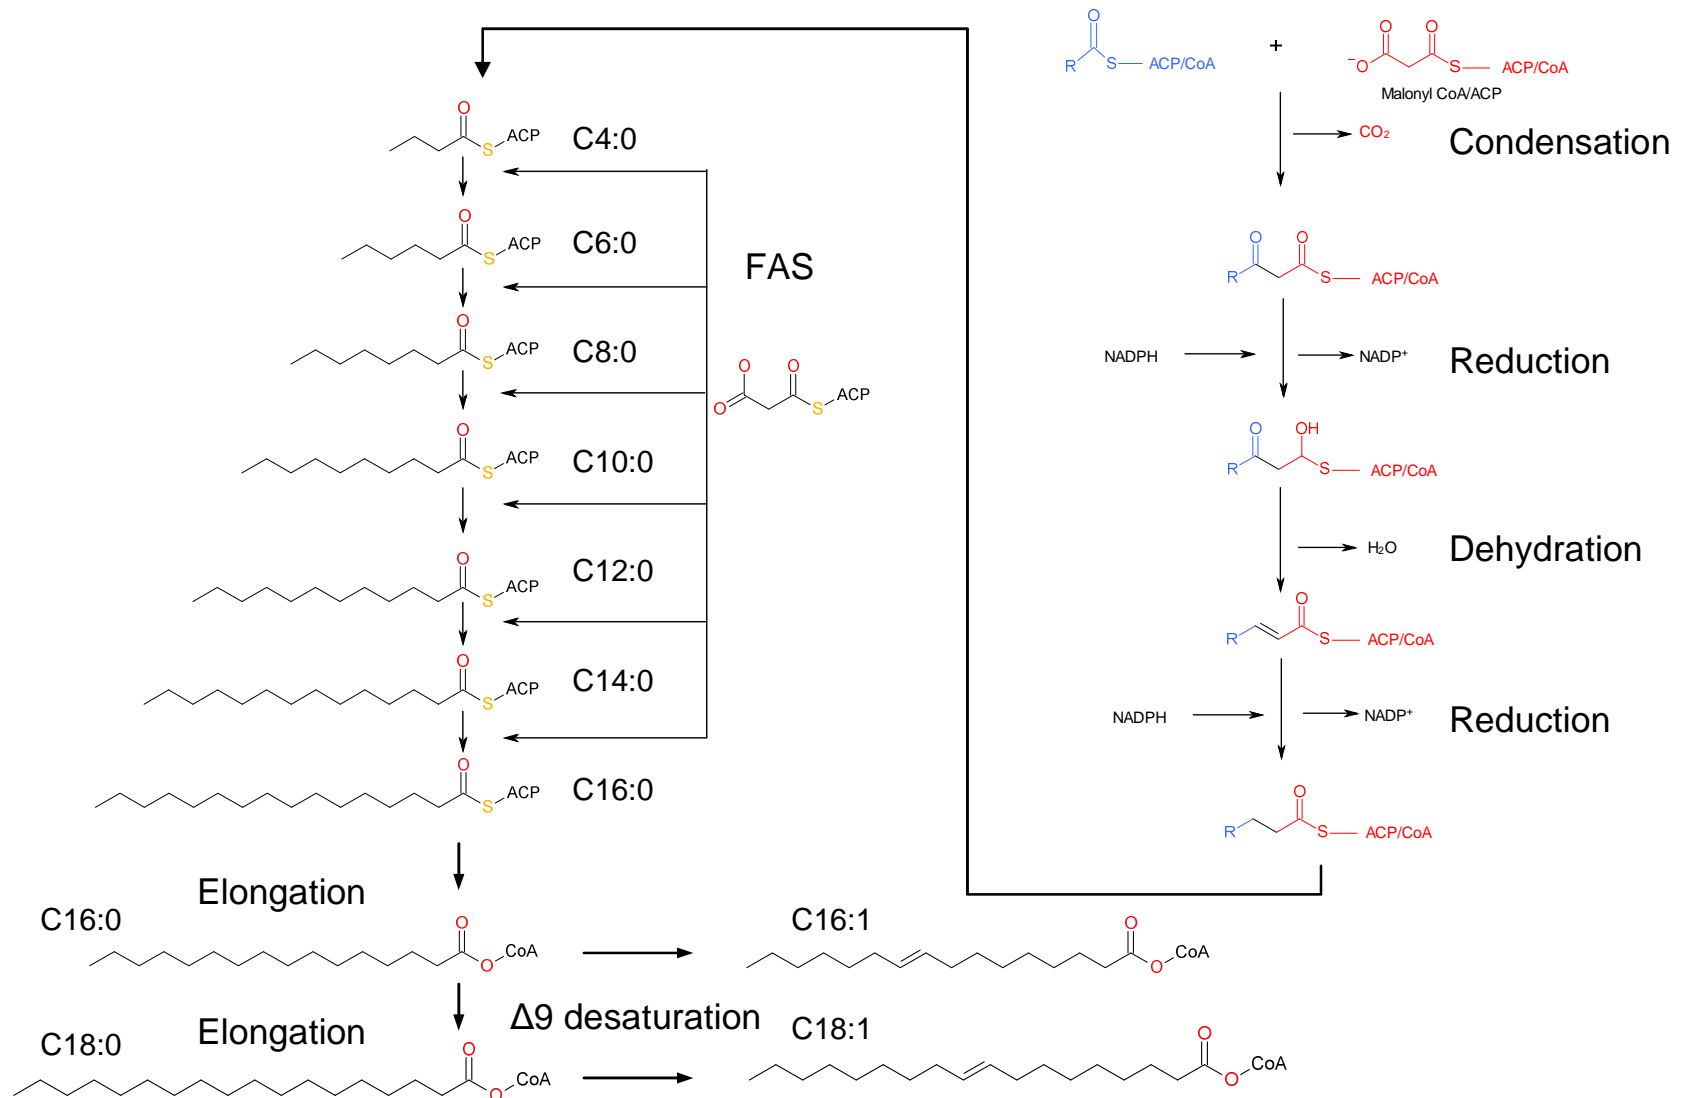 O
R
S
ACP/CoA
+
O
O
⁻O
S
ACP/CoA
Malonyl CoA/ACP
CO₂
Condensation
O
O
R
S
ACP/CoA
NADPH
NADP⁺
Reduction
O
OH
R
S
ACP/CoA
H₂O
Dehydration
O
R
S
ACP/CoA
NADPH
NADP⁺
Reduction
O
R
S
ACP/CoA
O
S
ACP
C4:0
O
S
ACP
C6:0
FAS
O
S
ACP
C8:0
O
O
O
S
ACP
O
S
ACP
C10:0
O
S
ACP
C12:0
O
S
ACP
C14:0
O
S
ACP
C16:0
Elongation
C16:0
O
O
CoA
C16:1
O
O
CoA
Elongation
Δ9 desaturation
C18:0
O
O
CoA
C18:1
O
O
CoA